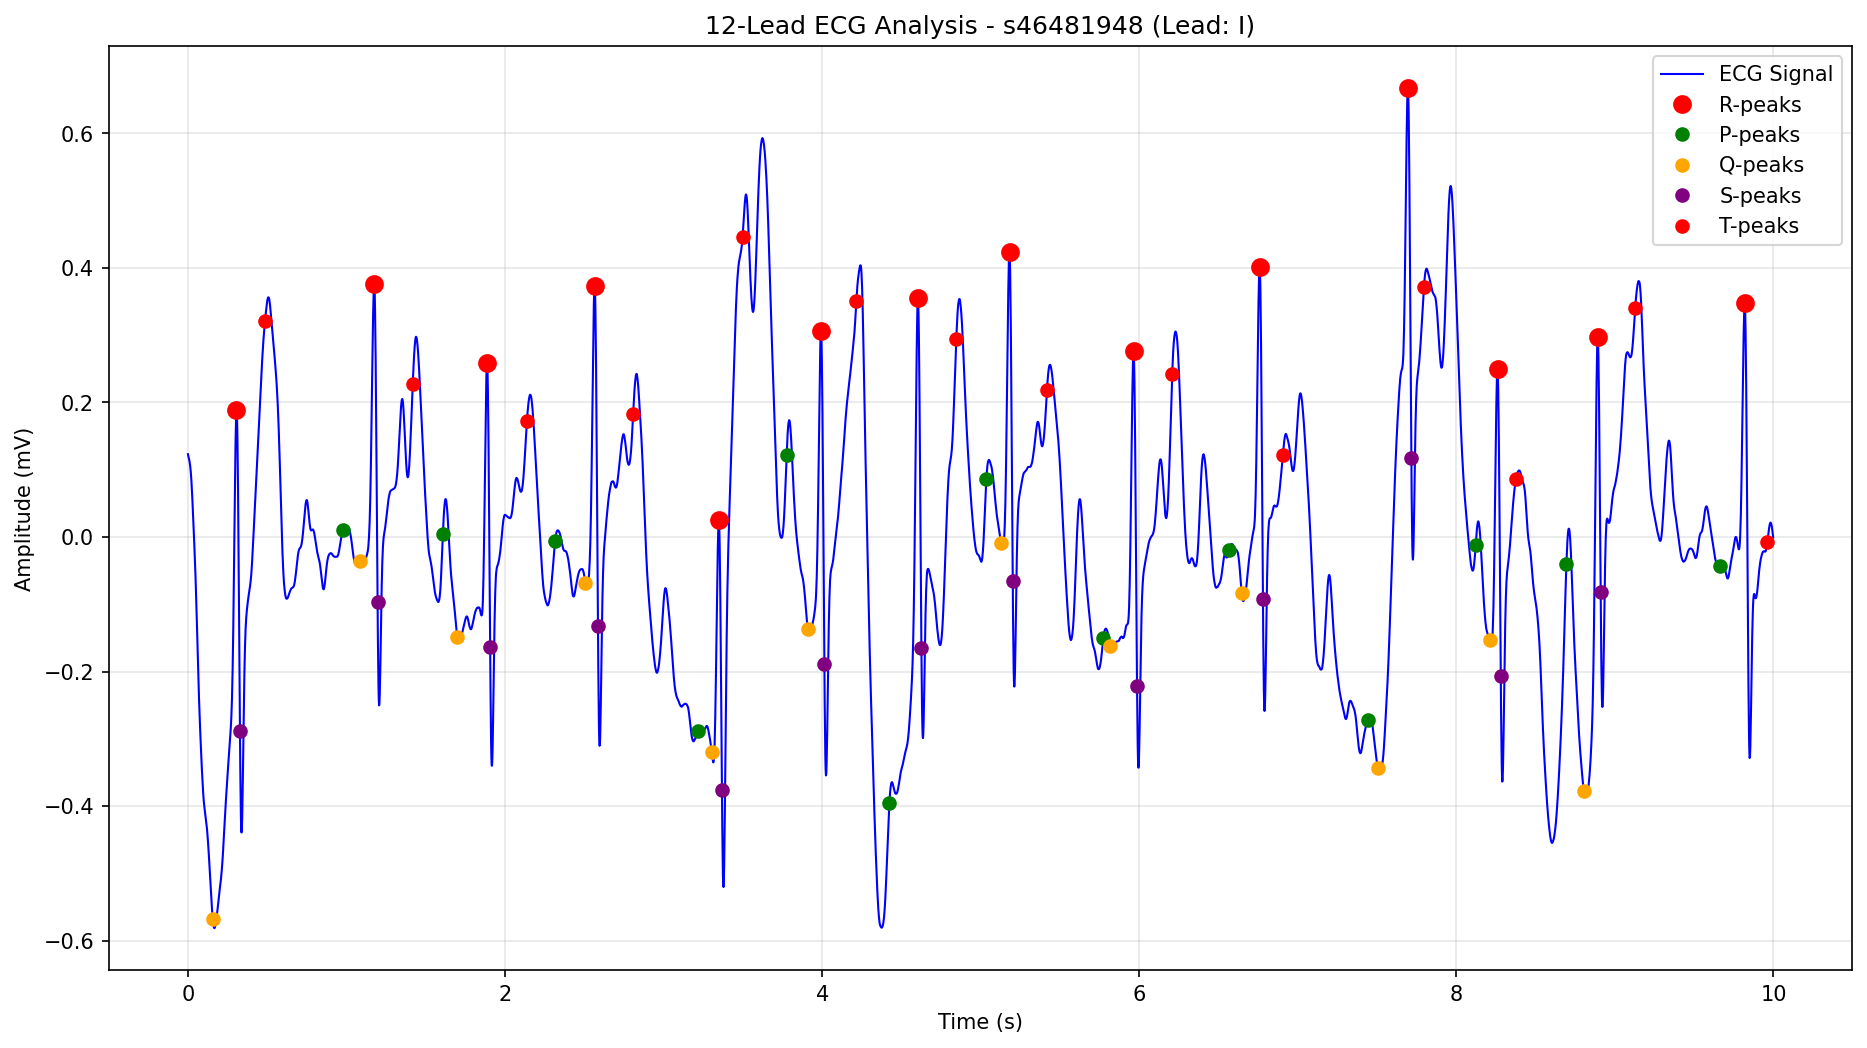 12-Lead ECG Analysis - s46481948 (Lead: I)
ECG Signal
R-peaks
P-peaks
Q-peaks
S-peaks
T-peaks
Amplitude (mV)
0.6
0.4
0.2
0.0
−0.2
−0.4
−0.6
0 2 4 6 8 10
Time (s)